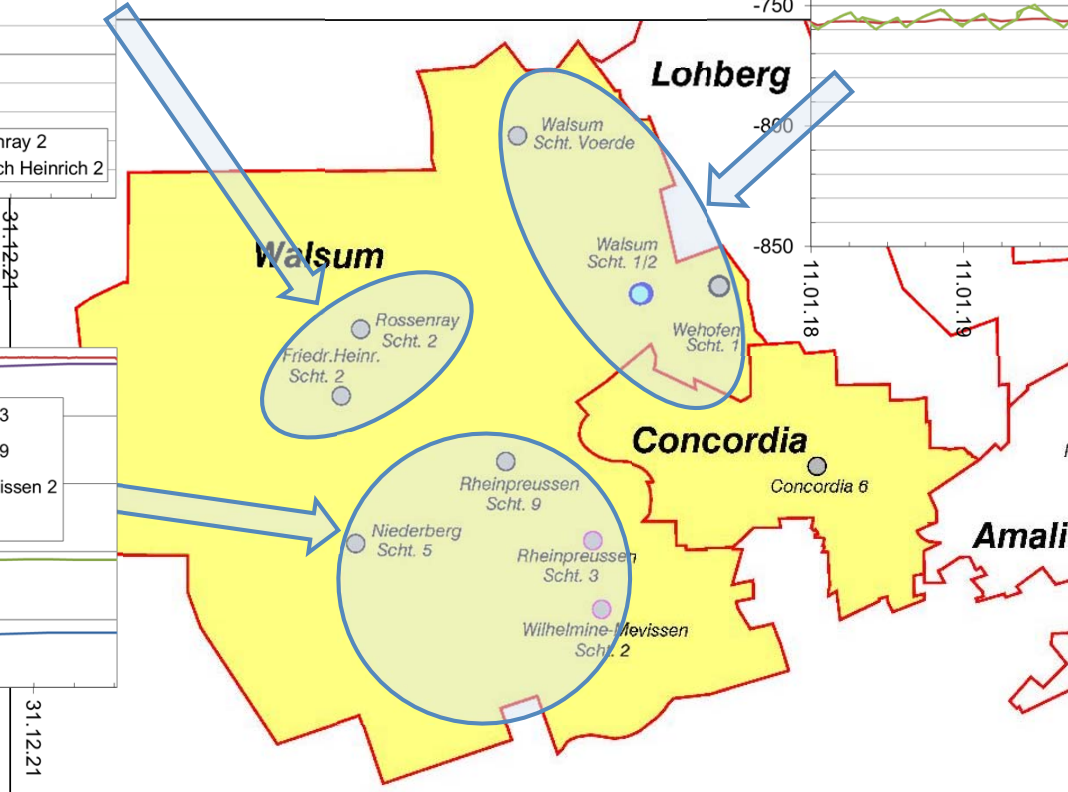 -750
Lohberg
-800
Walsum
Scht. Voerde
nray 2
ch Heinrich 2
31.12.21
Walsum
Walsum
Scht. 1/2
-850
11.01.18
11.01.19
Rossenray
Scht. 2
Friedr.Heinr.
Scht. 2
Wehofen
Scht. 1
3
9
issen 2
Concordia
Concordia 6
Rheinpreussen
Scht. 9
Niederberg
Scht. 5
Rheinpreussen
Scht. 3
Amali
Wilhelmine-Mevissen
Scht. 2
31.12.21